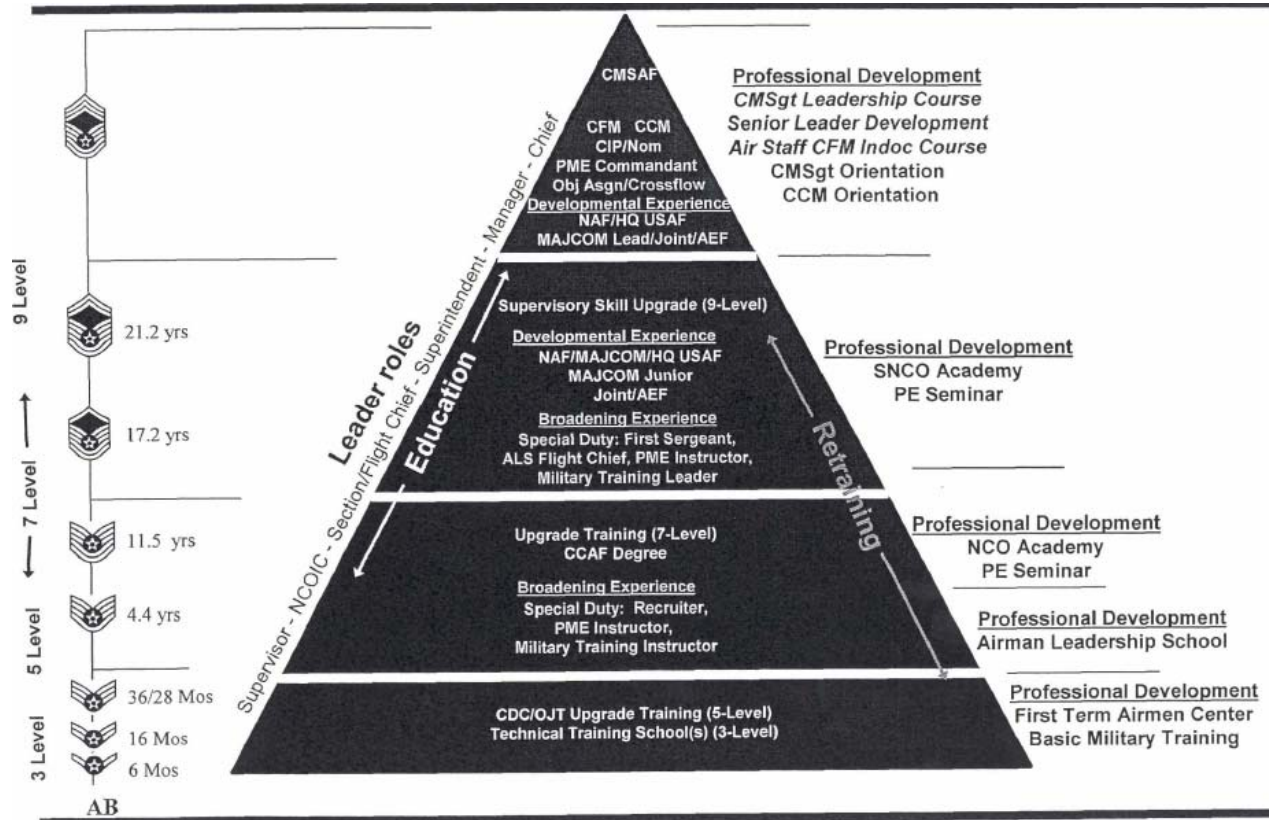 9 Level
7 Level
5 Level
3 Level
21.2 yrs
17.2 yrs
11.5 yrs
4.4 yrs
36/28 Mos
16 Mos
6 Mos
AB
Leader roles
Supervisor - NCOIC - Section/Flight Chief - Superintendent - Manager - Chief
Education
Retraining
CMSAF
CFM CCM
CIP/Nom
PME Commandant
Obj Asgn/Crossflow
Developmental Experience
NAF/HQ USAF
MAJCOM Lead/Joint/AEF
Supervisory Skill Upgrade (9-Level)
Developmental Experience
NAF/MAJCOM/HQ USAF
MAJCOM Junior
Joint/AEF
Broadening Experience
Special Duty: First Sergeant,
ALS Flight Chief, PME Instructor,
Military Training Leader
Upgrade Training (7-Level)
CCAF Degree
Broadening Experience
Special Duty: Recruiter,
PME Instructor,
Military Training Instructor
CDC/OJT Upgrade Training (5-Level)
Technical Training School(s) (3-Level)
Professional Development
CMSgt Leadership Course
Senior Leader Development
Air Staff CFM Indoc Course
CMSgt Orientation
CCM Orientation
Professional Development
SNCO Academy
PE Seminar
Professional Development
NCO Academy
PE Seminar
Professional Development
Airman Leadership School
Professional Development
First Term Airmen Center
Basic Military Training